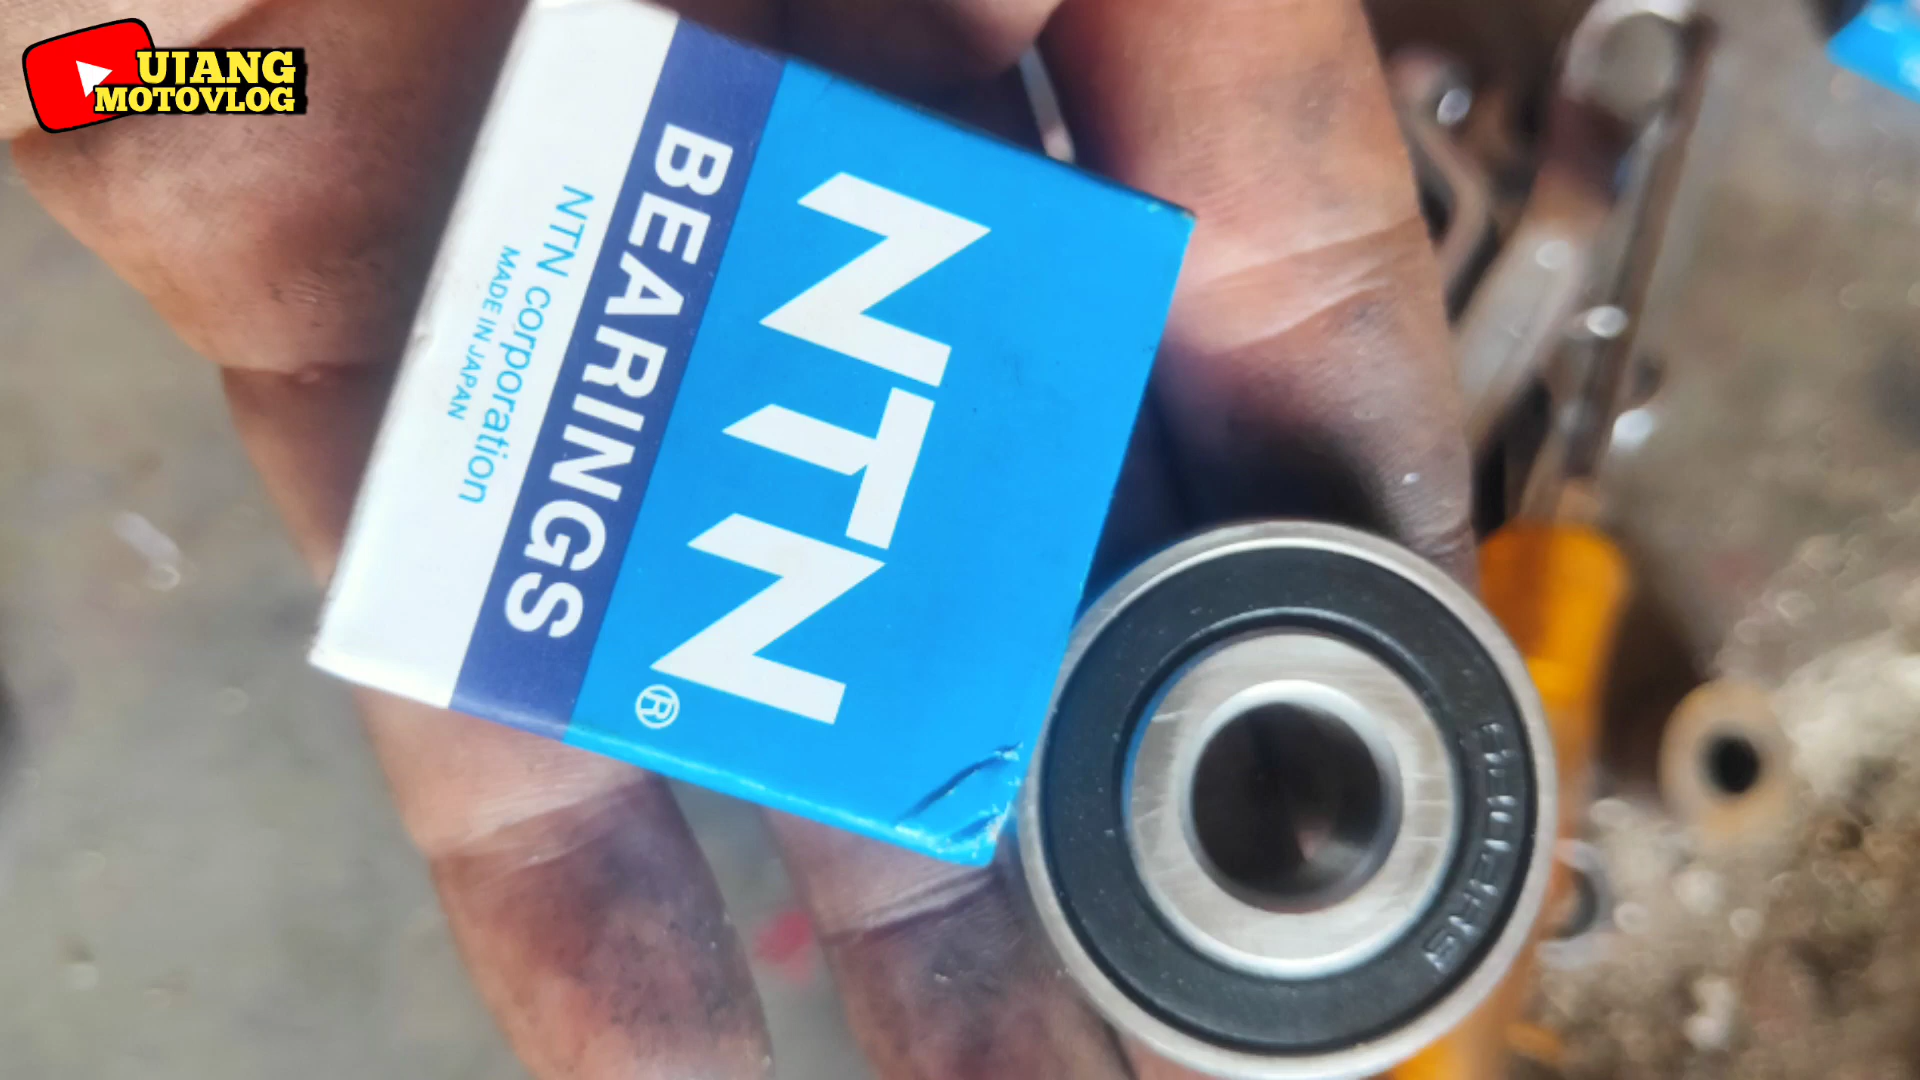 UJANG
MOTOVLOG
NTN®
BEARINGS
NTN corporation
MADE IN JAPAN